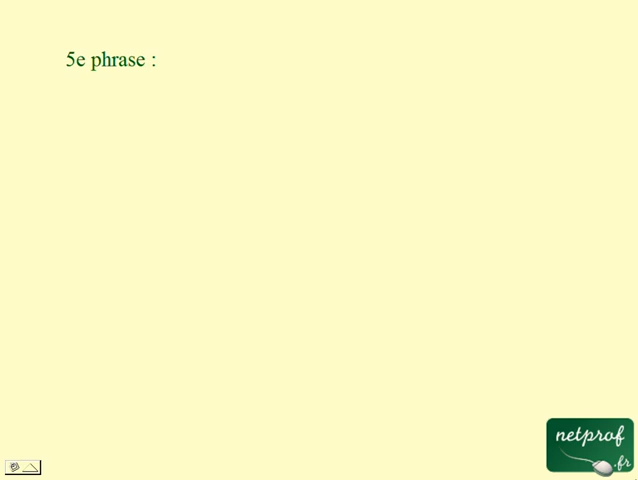 5e phrase :
netprof
.fr